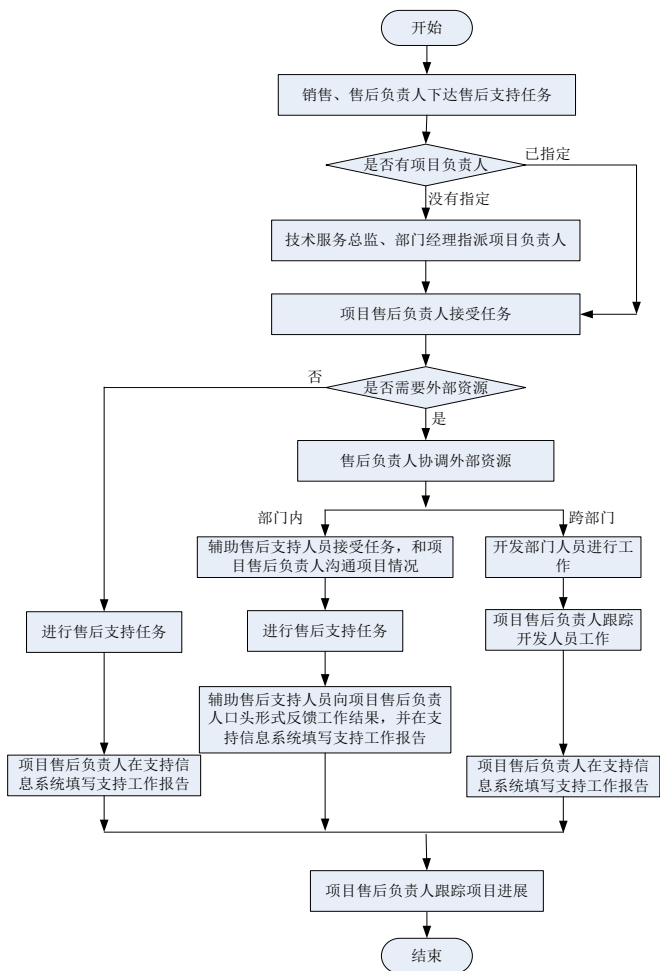 开始
销售、售后负责人下达售后支持任务
是否有项目负责人
已指定
没有指定
技术服务总监、部门经理指派项目负责人
项目售后负责人接受任务
否
是否需要外部资源
是
售后负责人协调外部资源
部门内
跨部门
辅助售后支持人员接受任务，和项
目售后负责人沟通项目情况
开发部门人员进行工
作
进行售后支持任务
进行售后支持任务
项目售后负责人跟踪
开发人员工作
辅助售后支持人员向项目售后负责
人口头形式反馈工作结果，并在支
持信息系统填写支持工作报告
项目售后负责人在支持信
息系统填写支持工作报告
项目售后负责人在支持信
息系统填写支持工作报告
项目售后负责人跟踪项目进展
结束